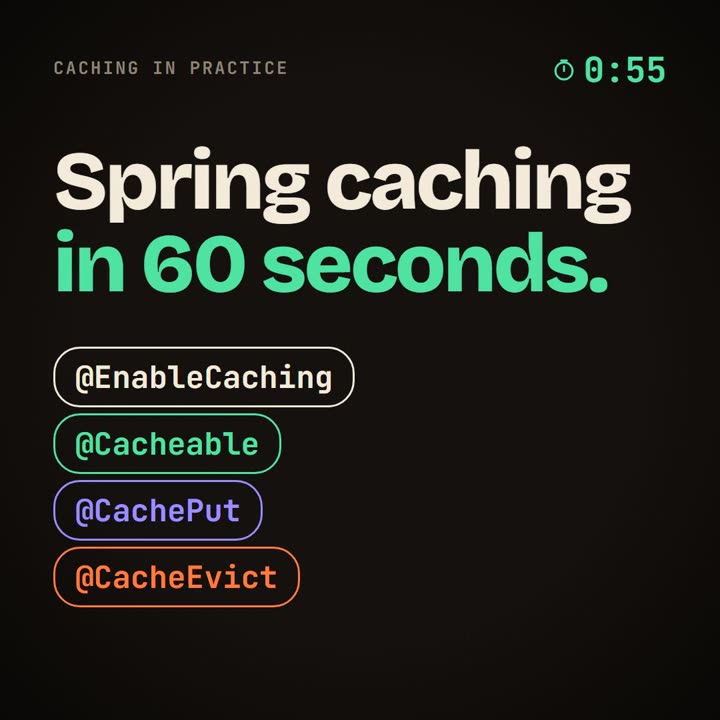 CACHING IN PRACTICE
0:55
Spring caching
in 60 seconds.
@EnableCaching
@Cacheable
@CachePut
@CacheEvict